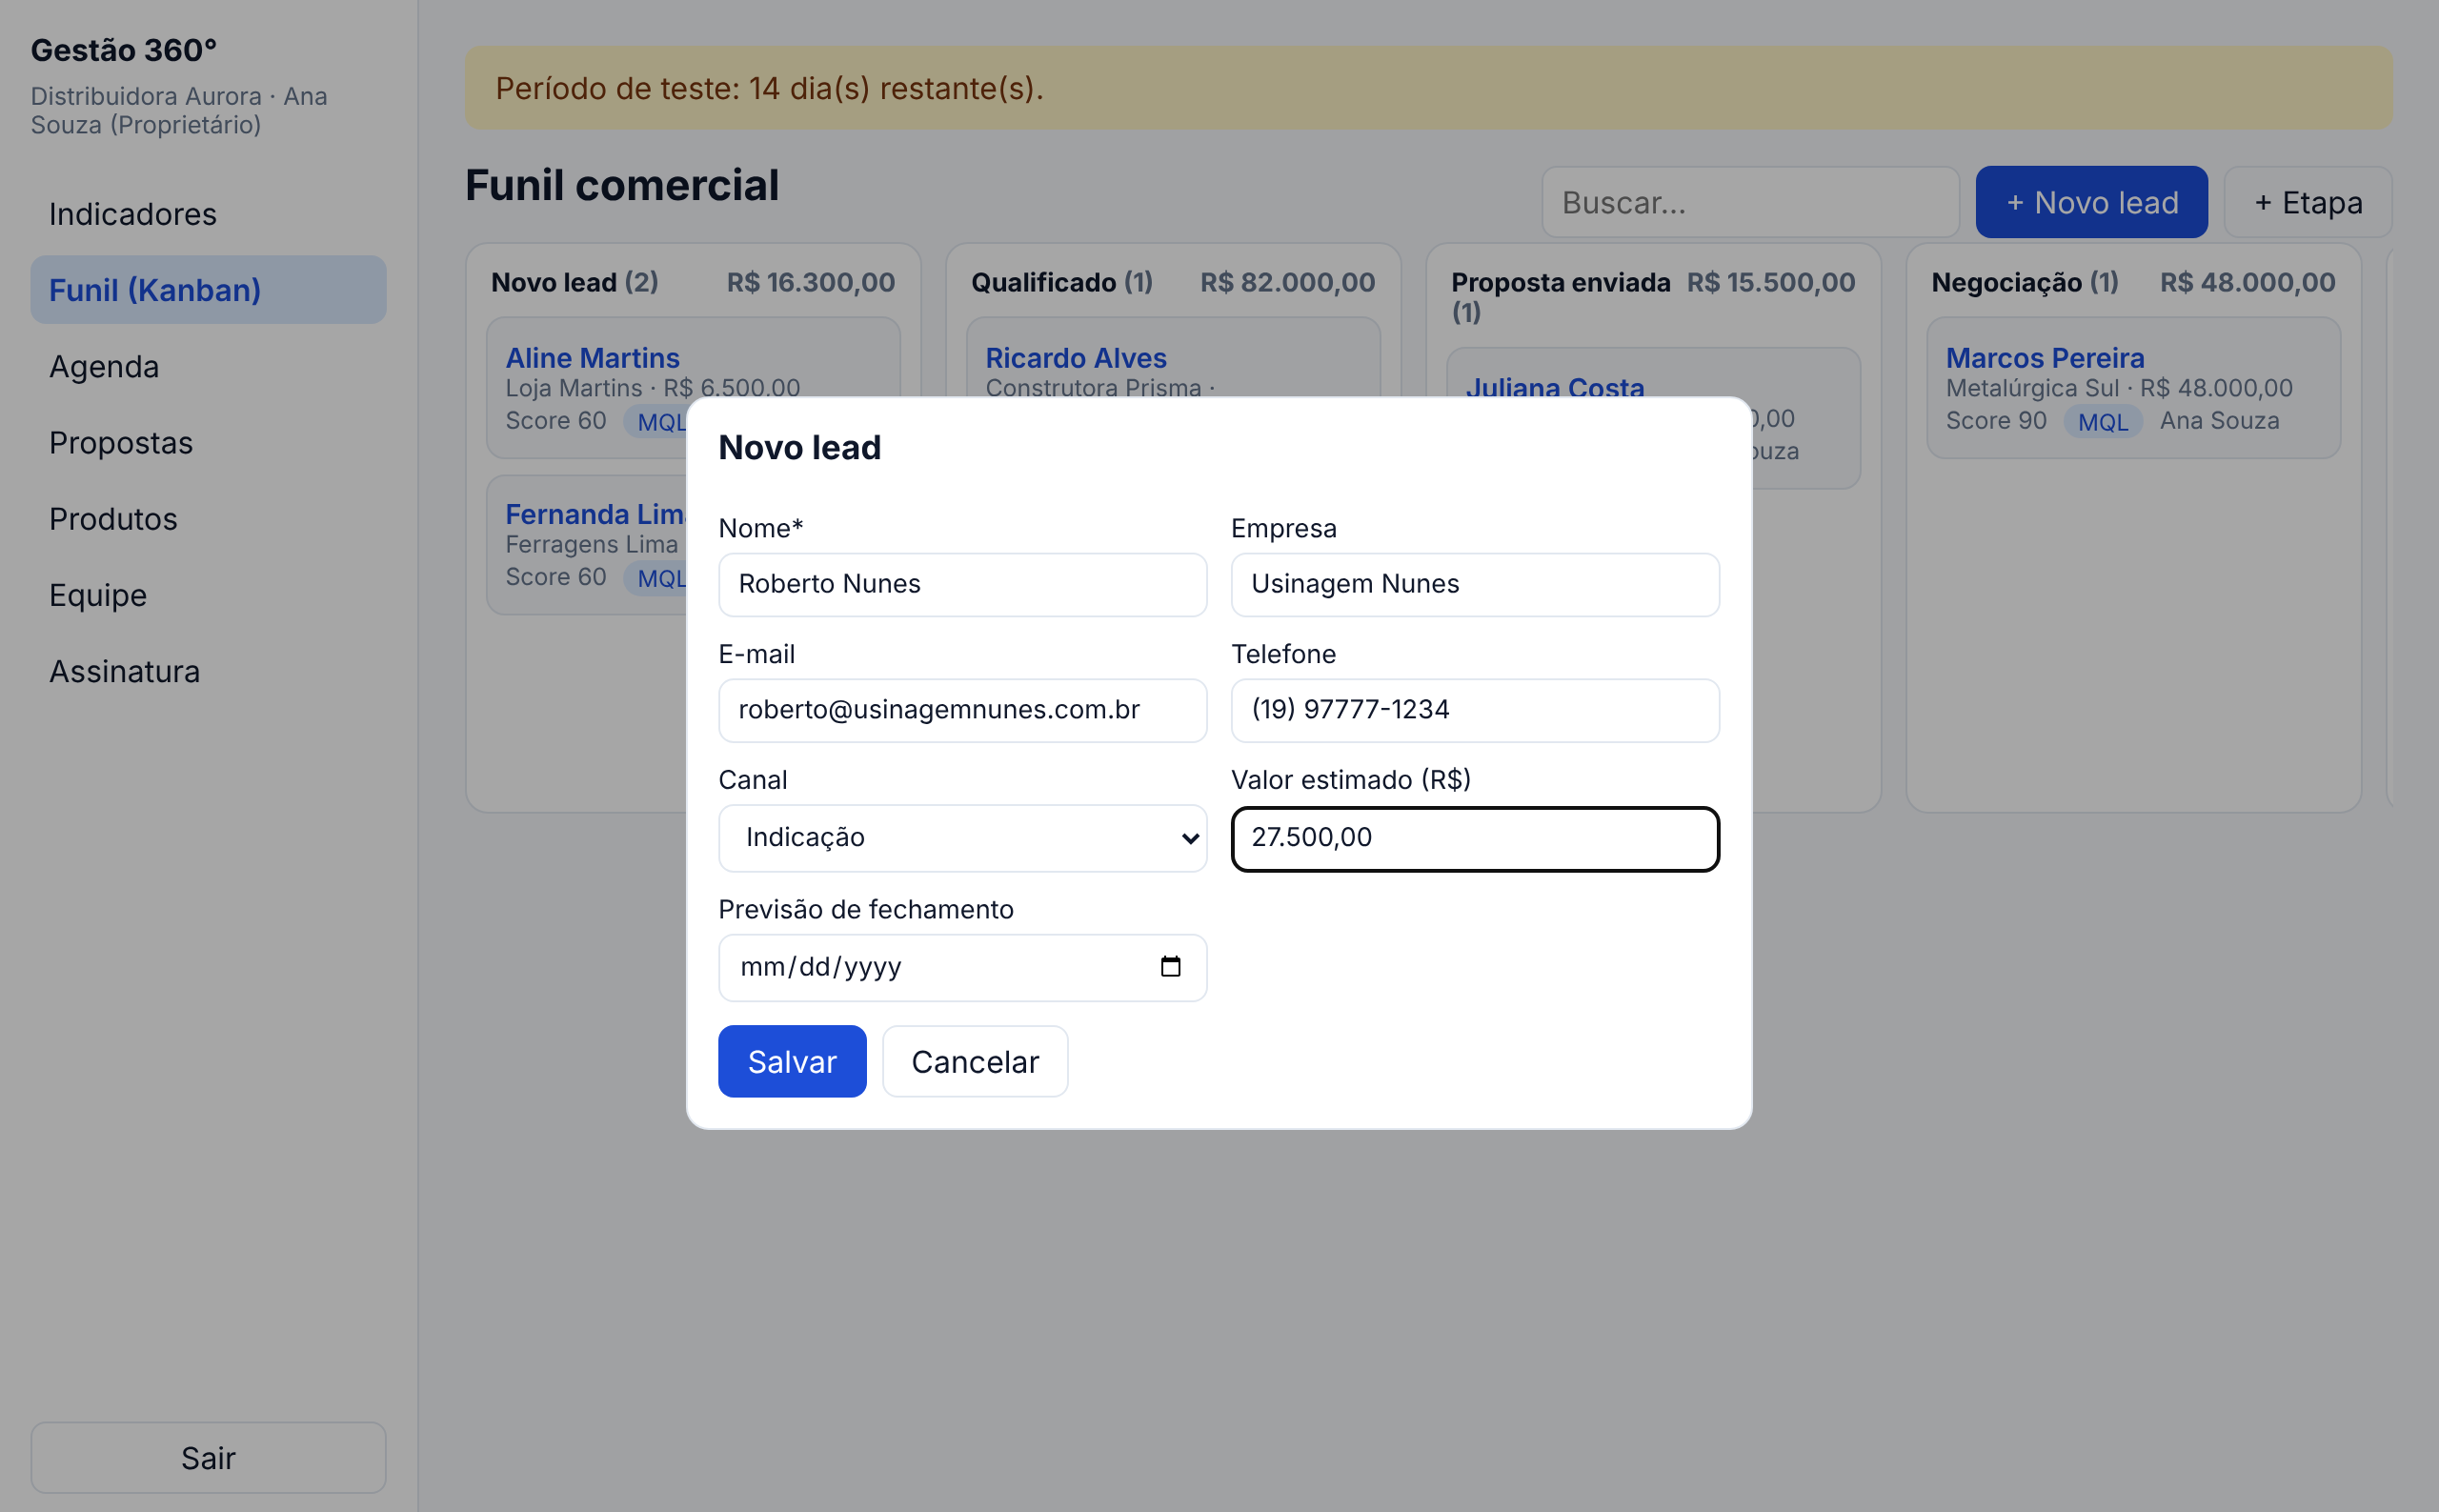 Gestão 360°
Distribuidora Aurora · Ana
Souza (Proprietário)
Indicadores
Funil (Kanban)
Agenda
Propostas
Produtos
Equipe
Assinatura
Sair
Período de teste: 14 dia(s) restante(s).
Funil comercial
Buscar...
+ Novo lead
+ Etapa
Novo lead (2) R$ 16.300,00
Aline Martins
Loja Martins · R$ 6.500,00
Score 60 MQL
Fernanda Lima
Ferragens Lima
Score 60 MQL
Qualificado (1) R$ 82.000,00
Ricardo Alves
Construtora Prisma ·
Proposta enviada R$ 15.500,00
(1)
Juliana Costa
0,00
ouza
Negociação (1) R$ 48.000,00
Marcos Pereira
Metalúrgica Sul · R$ 48.000,00
Score 90 MQL Ana Souza
Novo lead
Nome* Empresa
Roberto Nunes Usinagem Nunes
E-mail Telefone
roberto@usinagemnunes.com.br (19) 97777-1234
Canal Valor estimado (R$)
Indicação 27.500,00
Previsão de fechamento
mm/dd/yyyy
Salvar Cancelar